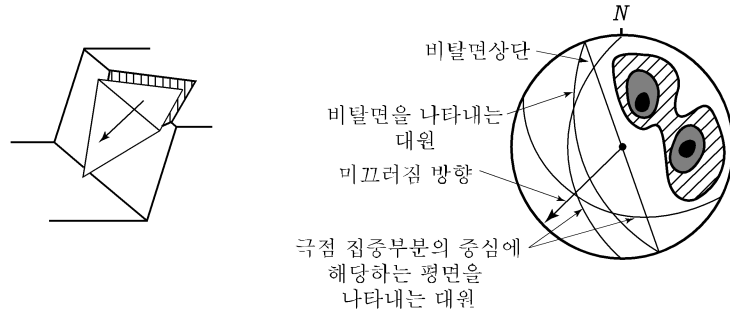 N
비탈면상단
비탈면을 나타내는
대원
미끄러짐 방향
극점 집중부분의 중심에
해당하는 평면을
나타내는 대원